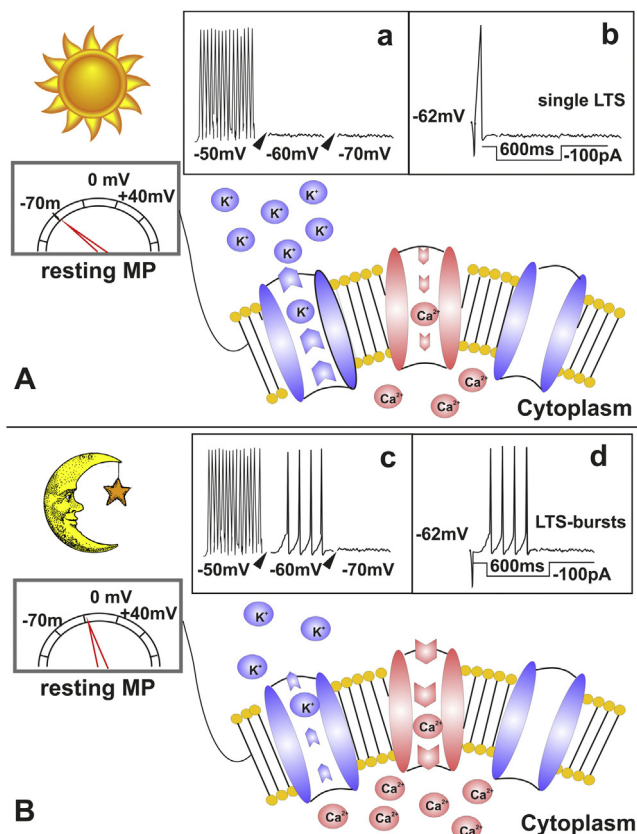 a
-50mV
-60mV
-70mV
b
single LTS
-62mV
600ms
-100pA
-70m
0 mV
+40mV
resting MP
K⁺
K⁺
K⁺
K⁺
K⁺
K⁺
K⁺
K⁺
Ca²⁺
Ca²⁺
Ca²⁺
Ca²⁺
A
Cytoplasm
c
-50mV
-60mV
-70mV
d
LTS-bursts
-62mV
600ms
-100pA
-70m
0 mV
+40mV
resting MP
K⁺
K⁺
K⁺
K⁺
Ca²⁺
Ca²⁺
Ca²⁺
Ca²⁺
Ca²⁺
Ca²⁺
Ca²⁺
Ca²⁺
B
Cytoplasm